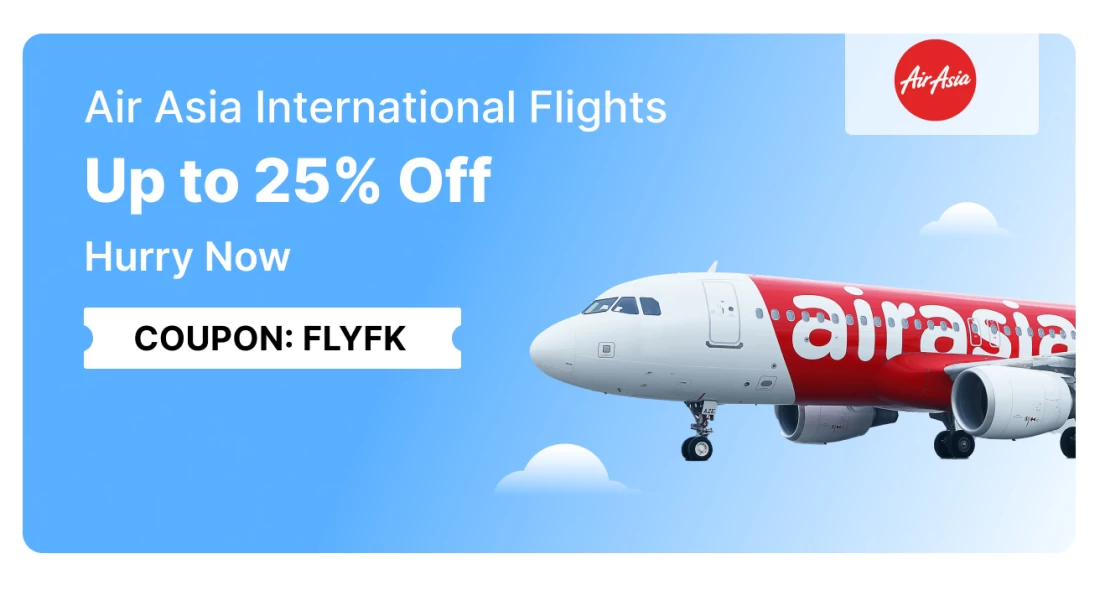 Air Asia International Flights
Up to 25% Off
Hurry Now
COUPON: FLYFK
AirAsia
airasia